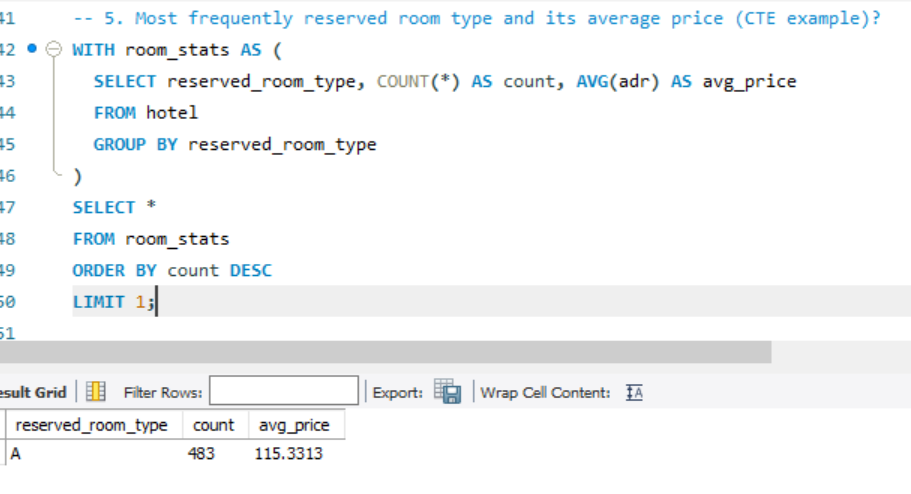 41 -- 5. Most frequently reserved room type and its average price (CTE example)?
42 WITH room_stats AS (
43 SELECT reserved_room_type, COUNT(*) AS count, AVG(adr) AS avg_price
44 FROM hotel
45 GROUP BY reserved_room_type
46 )
47 SELECT *
48 FROM room_stats
49 ORDER BY count DESC
50 LIMIT 1;
51
esult Grid Filter Rows: Export: Wrap Cell Content: IA
reserved_room_type count avg_price
A 483 115.3313